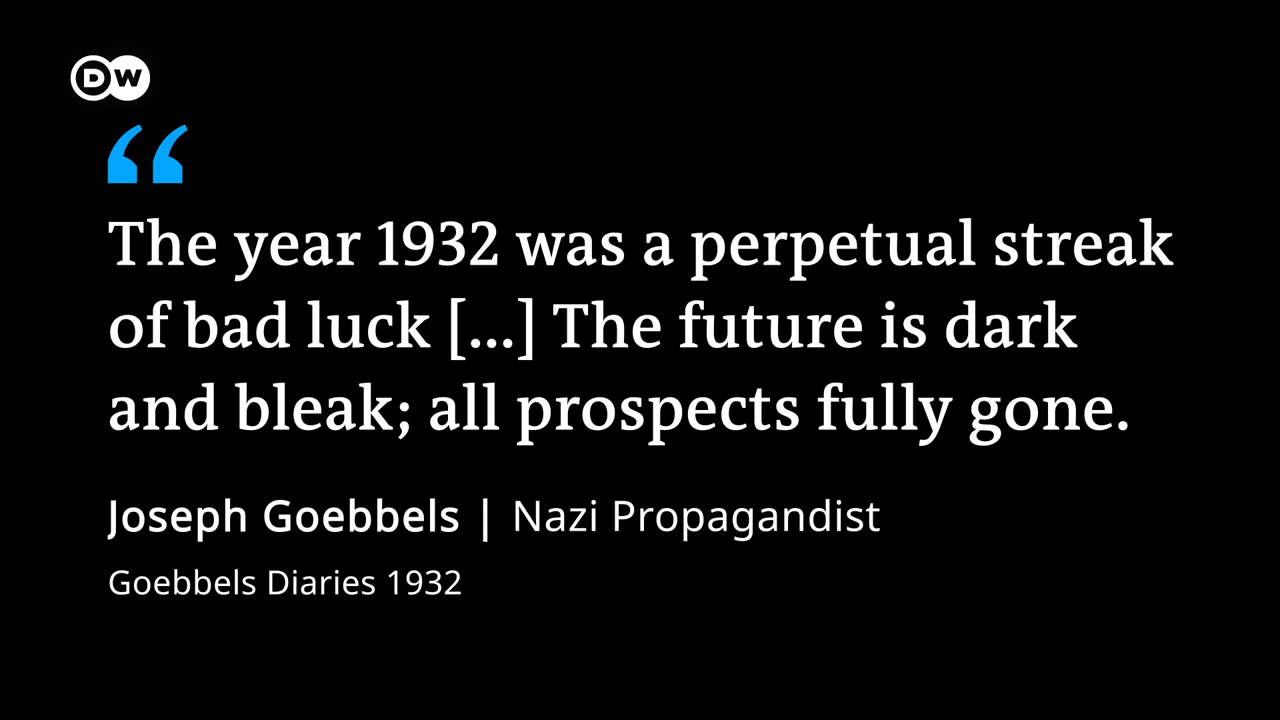 DW
“
The year 1932 was a perpetual streak
of bad luck [...] The future is dark
and bleak; all prospects fully gone.
Joseph Goebbels | Nazi Propagandist
Goebbels Diaries 1932